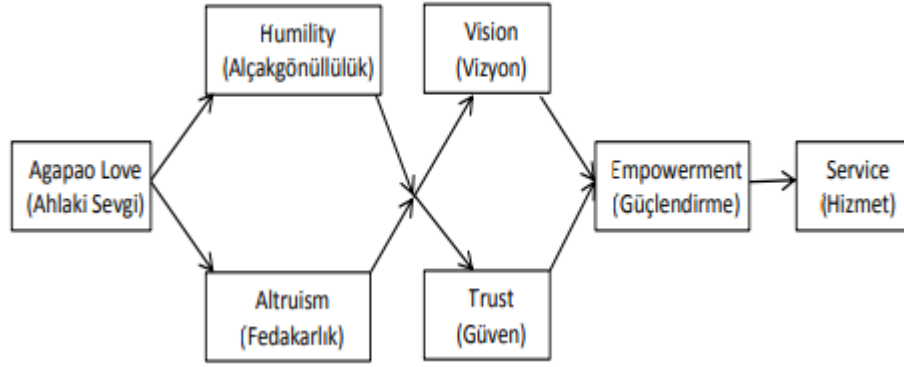 Humility
(Alçakgönüllülük)
Vision
(Vizyon)
Agapao Love
(Ahlaki Sevgi)
Empowerment
(Güçlendirme)
Service
(Hizmet)
Altruism
(Fedakarlık)
Trust
(Güven)